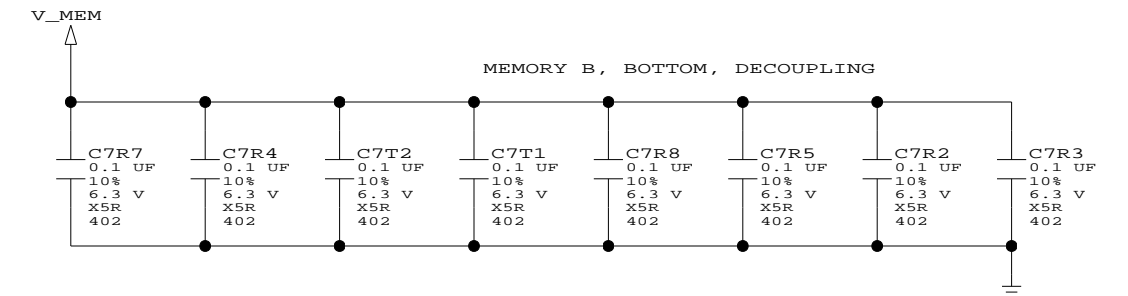 V_MEM
MEMORY B, BOTTOM, DECOUPLING
C7R7
0.1 UF
10%
6.3 V
X5R
402
C7R4
0.1 UF
10%
6.3 V
X5R
402
C7T2
0.1 UF
10%
6.3 V
X5R
402
C7T1
0.1 UF
10%
6.3 V
X5R
402
C7R8
0.1 UF
10%
6.3 V
X5R
402
C7R5
0.1 UF
10%
6.3 V
X5R
402
C7R2
0.1 UF
10%
6.3 V
X5R
402
C7R3
0.1 UF
10%
6.3 V
X5R
402